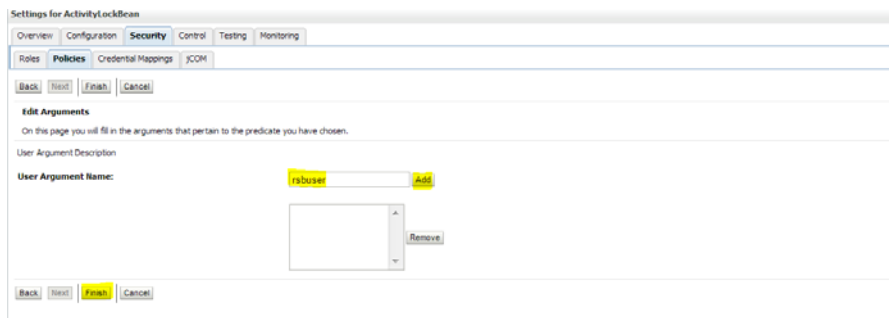 Settings for ActivityLockBean
Overview Configuration Security Control Testing Monitoring
Roles Policies Credential Mappings jCOM
Back Next Finish Cancel
Edit Arguments
On this page you will fill in the arguments that pertain to the predicate you have chosen.
User Argument Description
User Argument Name: rsbuser Add
Remove
Back Next Finish Cancel